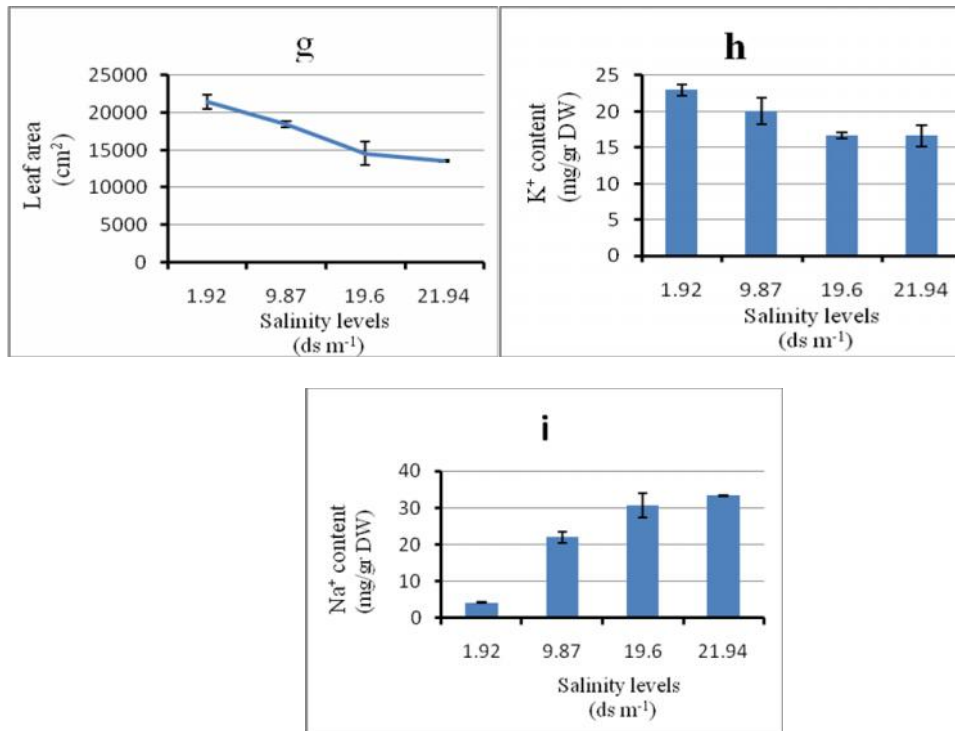 g
Leaf area
(cm²)
25000
20000
15000
10000
5000
0
1.92 9.87 19.6 21.94
Salinity levels
(ds m⁻¹)
h
K⁺ content
(mg/gr DW)
25
20
15
10
5
0
1.92 9.87 19.6 21.94
Salinity levels
(ds m⁻¹)
i
Na⁺ content
(mg/gr DW)
40
30
20
10
0
1.92 9.87 19.6 21.94
Salinity levels
(ds m⁻¹)